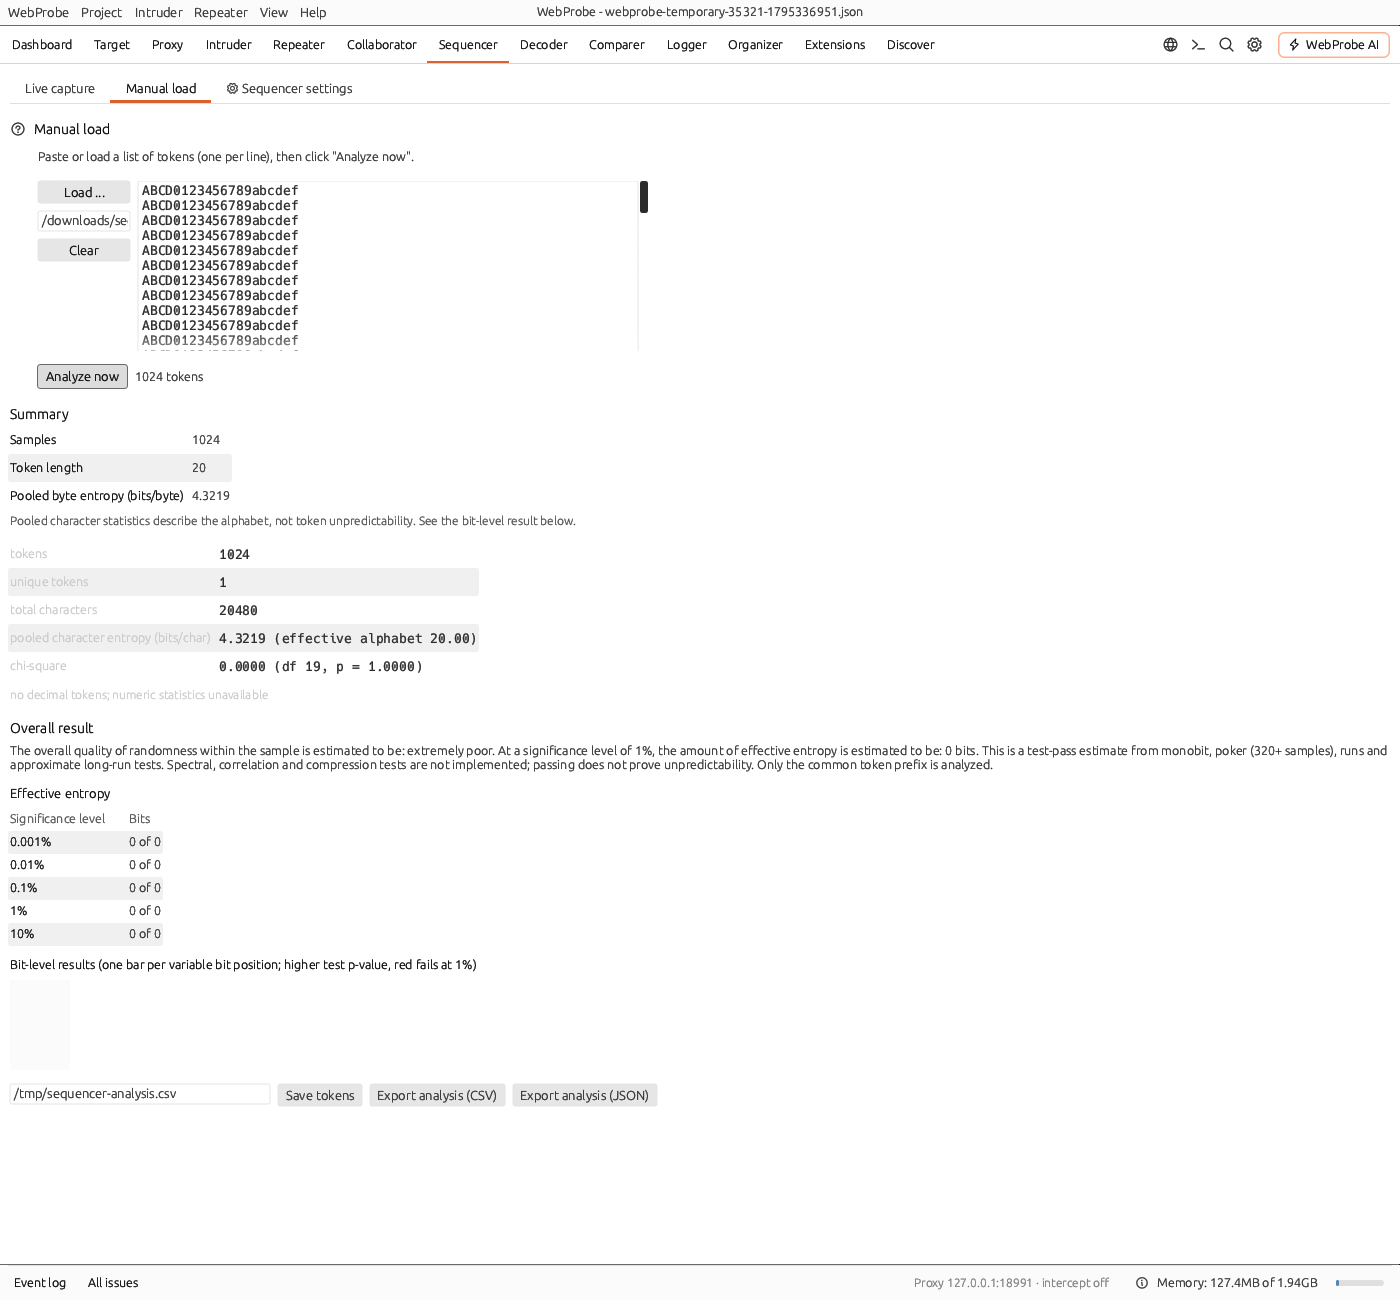 WebProbe Project Intruder Repeater View Help WebProbe - webprobe-temporary-35321-1795336951.json
Dashboard Target Proxy Intruder Repeater Collaborator Sequencer Decoder Comparer Logger Organizer Extensions Discover WebProbe AI
Live capture Manual load Sequencer settings
Manual load
Paste or load a list of tokens (one per line), then click "Analyze now".
Load ...
/downloads/se
Clear
ABCD0123456789abcdef
ABCD0123456789abcdef
ABCD0123456789abcdef
ABCD0123456789abcdef
ABCD0123456789abcdef
ABCD0123456789abcdef
ABCD0123456789abcdef
ABCD0123456789abcdef
ABCD0123456789abcdef
ABCD0123456789abcdef
ABCD0123456789abcdef
Analyze now 1024 tokens
Summary
Samples 1024
Token length 20
Pooled byte entropy (bits/byte) 4.3219
Pooled character statistics describe the alphabet, not token unpredictability. See the bit-level result below.
tokens 1024
unique tokens 1
total characters 20480
pooled character entropy (bits/char) 4.3219 (effective alphabet 20.00)
chi-square 0.0000 (df 19, p = 1.0000)
no decimal tokens; numeric statistics unavailable
Overall result
The overall quality of randomness within the sample is estimated to be: extremely poor. At a significance level of 1%, the amount of effective entropy is estimated to be: 0 bits. This is a test-pass estimate from monobit, poker (320+ samples), runs and
approximate long-run tests. Spectral, correlation and compression tests are not implemented; passing does not prove unpredictability. Only the common token prefix is analyzed.
Effective entropy
Significance level Bits
0.001% 0 of 0
0.01% 0 of 0
0.1% 0 of 0
1% 0 of 0
10% 0 of 0
Bit-level results (one bar per variable bit position; higher test p-value, red fails at 1%)
/tmp/sequencer-analysis.csv Save tokens Export analysis (CSV) Export analysis (JSON)
Event log All issues Proxy 127.0.0.1:18991 · intercept off Memory: 127.4MB of 1.94GB